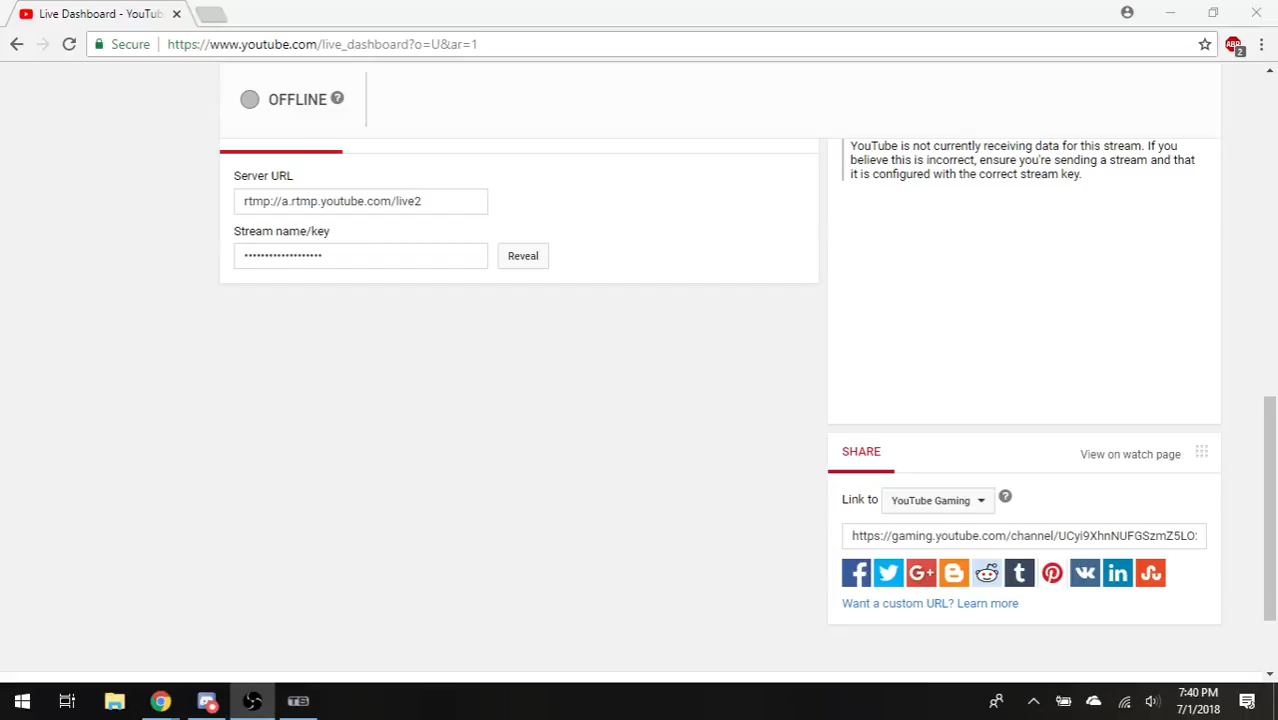 Live Dashboard - YouTub
Secure
https://www.youtube.com/live_dashboard?o=U&ar=1
ABP
2
OFFLINE ?
YouTube is not currently receiving data for this stream. If you
believe this is incorrect, ensure you're sending a stream and that
it is configured with the correct stream key.
Server URL
rtmp://a.rtmp.youtube.com/live2
Stream name/key
•••••••••••••••••••
Reveal
SHARE
View on watch page
Link to
YouTube Gaming
?
https://gaming.youtube.com/channel/UCyi9XhnNUFGSzmZ5LO:
Want a custom URL? Learn more
TS
7:40 PM
7/1/2018